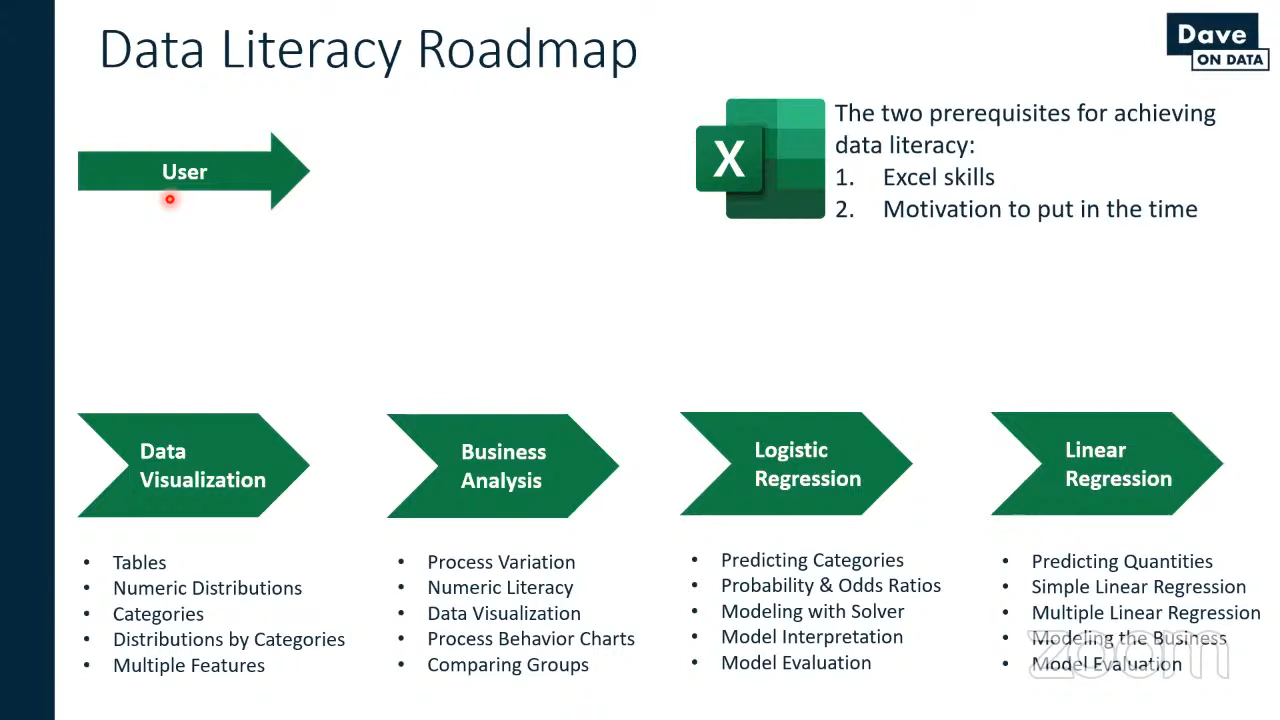 Data Literacy Roadmap
Dave
ON DATA
User
X
The two prerequisites for achieving
data literacy:
1. Excel skills
2. Motivation to put in the time
Data
Visualization
• Tables
• Numeric Distributions
• Categories
• Distributions by Categories
• Multiple Features
Business
Analysis
• Process Variation
• Numeric Literacy
• Data Visualization
• Process Behavior Charts
• Comparing Groups
Logistic
Regression
• Predicting Categories
• Probability & Odds Ratios
• Modeling with Solver
• Model Interpretation
• Model Evaluation
Linear
Regression
• Predicting Quantities
• Simple Linear Regression
• Multiple Linear Regression
• Modeling the Business
• Model Evaluation
zoom